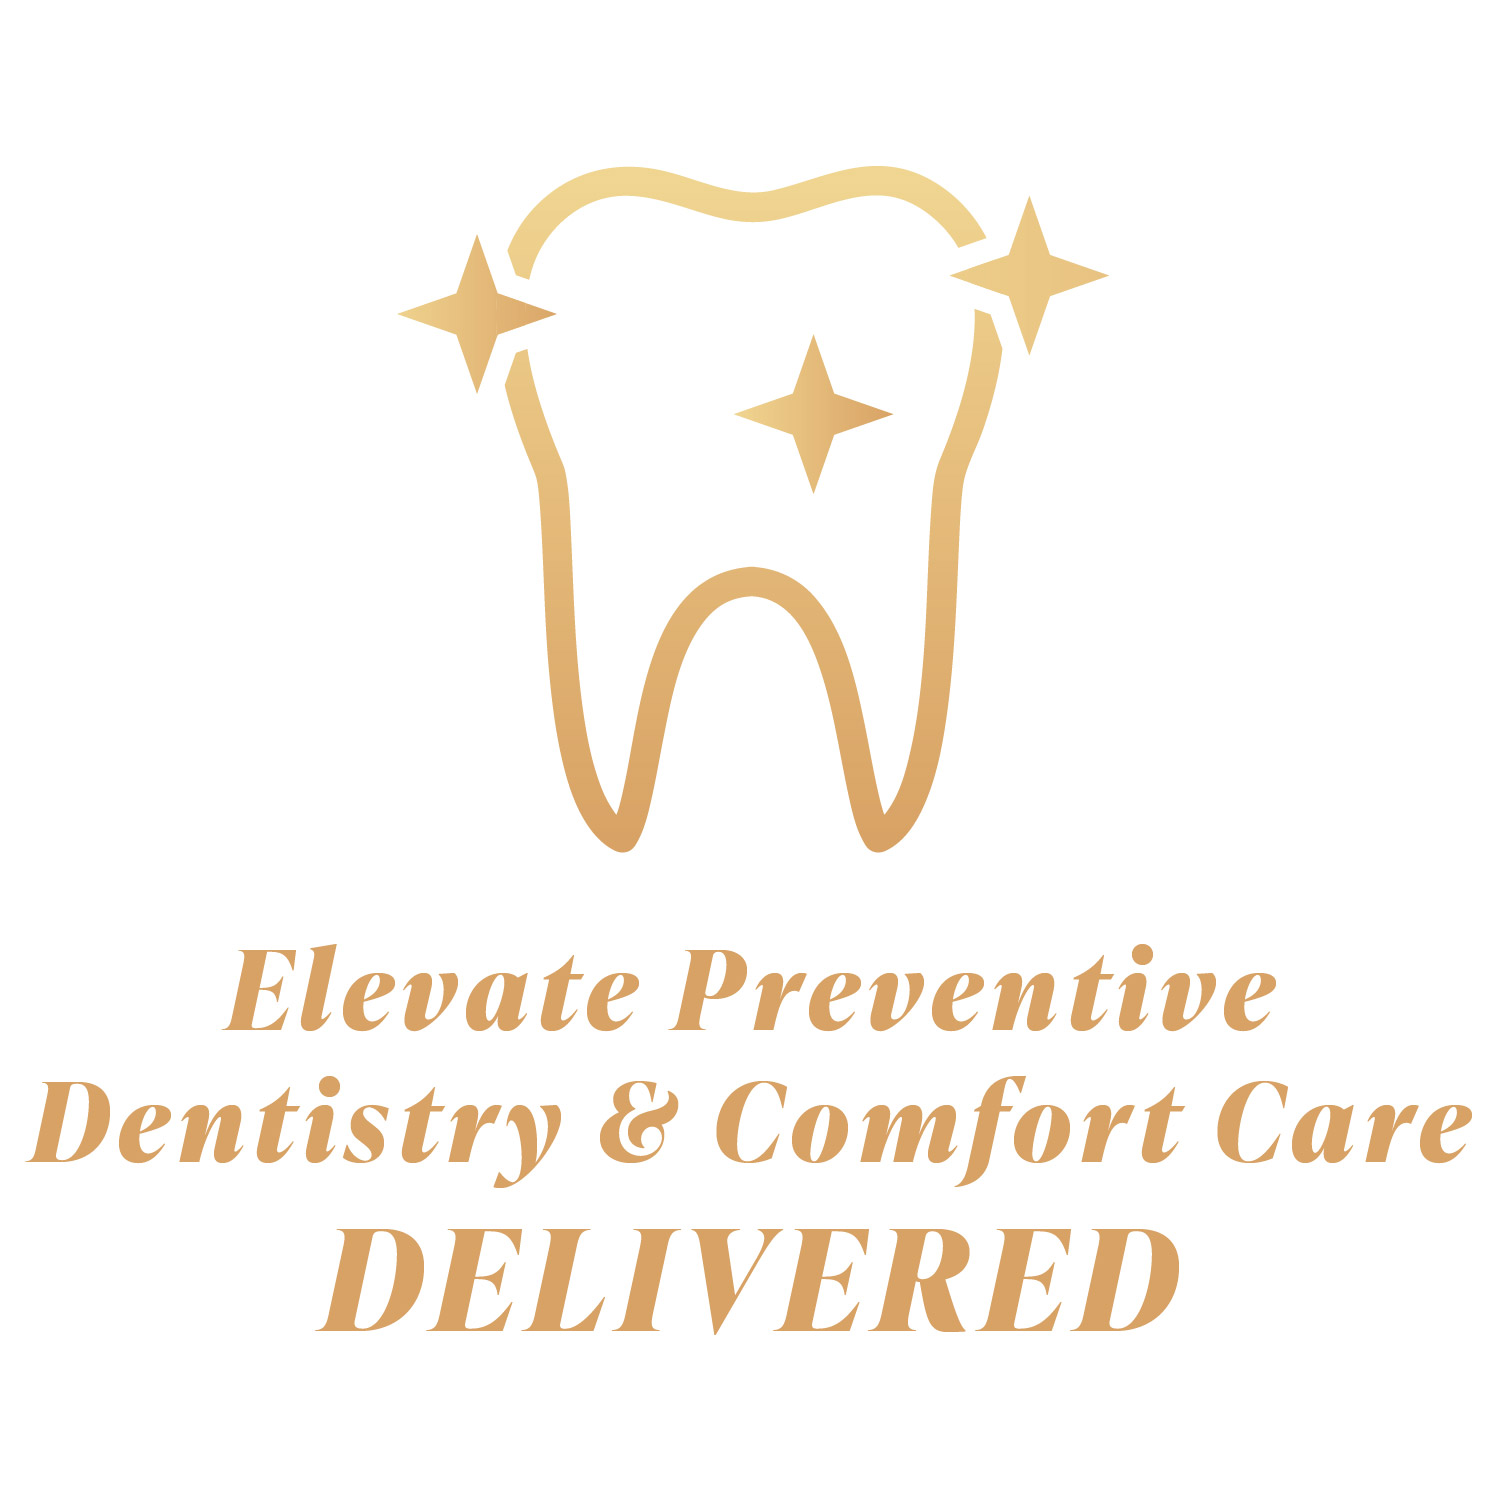 Elevate Preventive
Dentistry & Comfort Care
DELIVERED